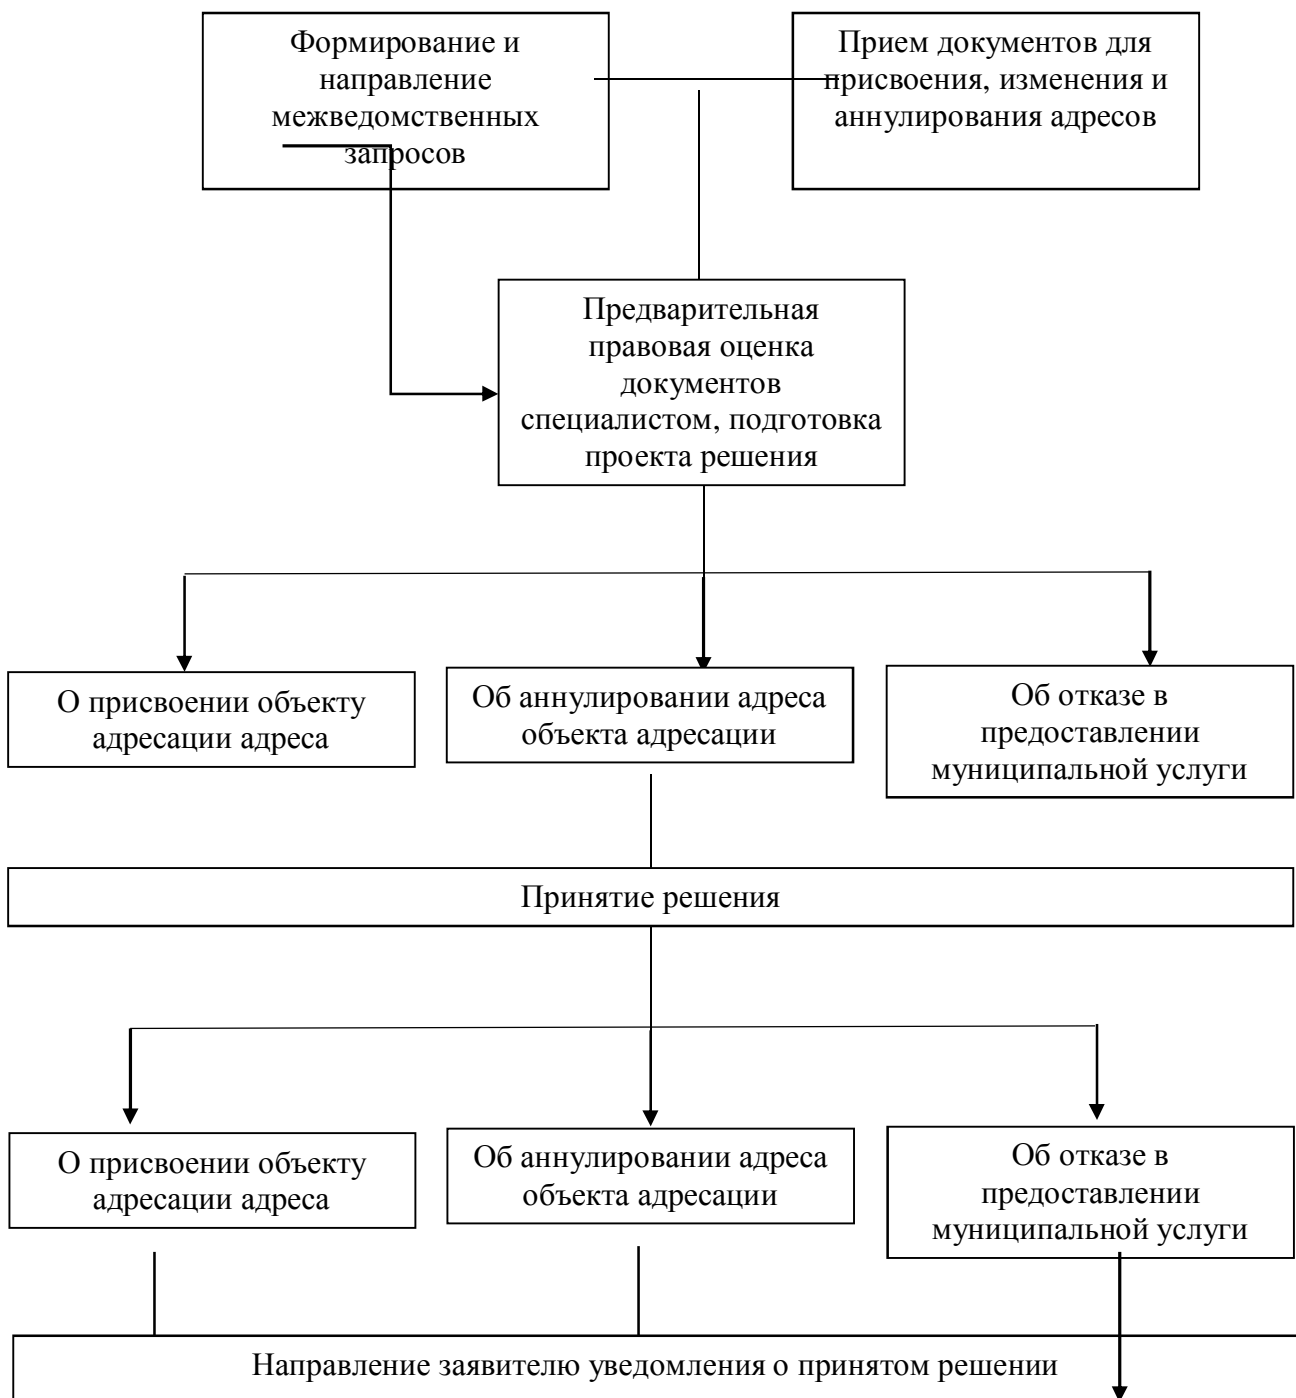 Формирование и
направление
межведомственных
запросов
Прием документов для
присвоения, изменения и
аннулирования адресов
Предварительная
правовая оценка
документов
специалистом, подготовка
проекта решения
О присвоении объекту
адресации адреса
Об аннулировании адреса
объекта адресации
Об отказе в
предоставлении
муниципальной услуги
Принятие решения
О присвоении объекту
адресации адреса
Об аннулировании адреса
объекта адресации
Об отказе в
предоставлении
муниципальной услуги
Направление заявителю уведомления о принятом решении